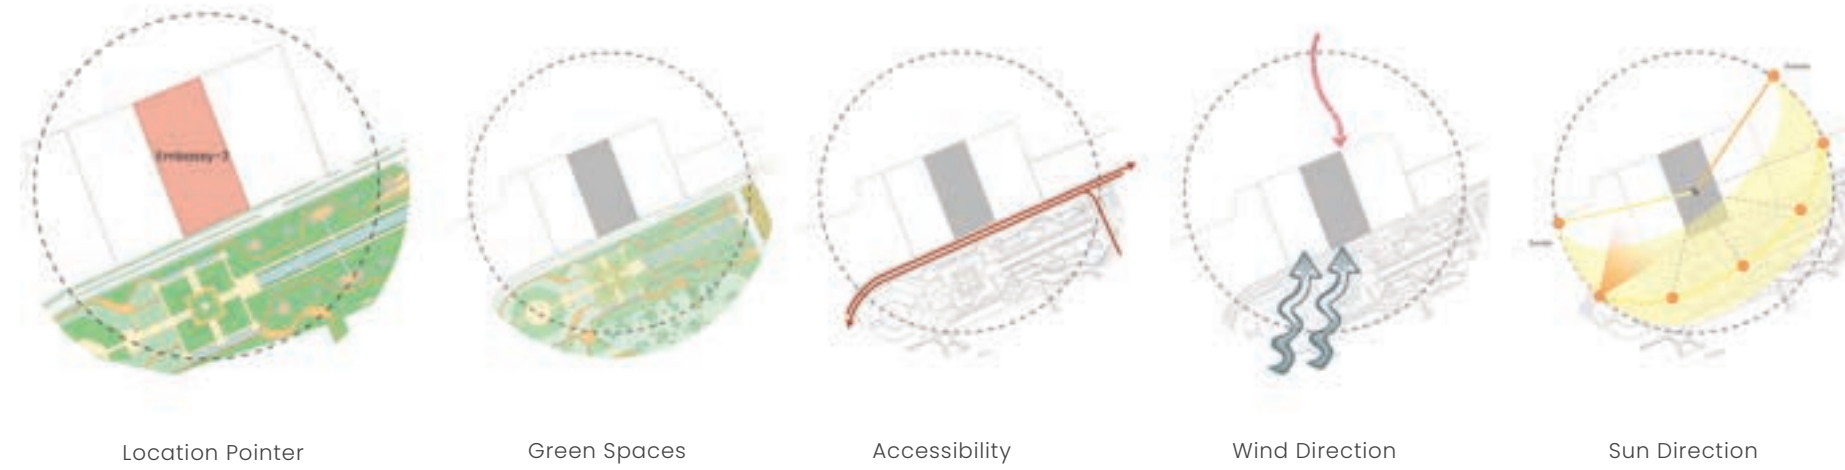 Embassy-3
Location Pointer
Green Spaces
Accessibility
Wind Direction
Sun Direction